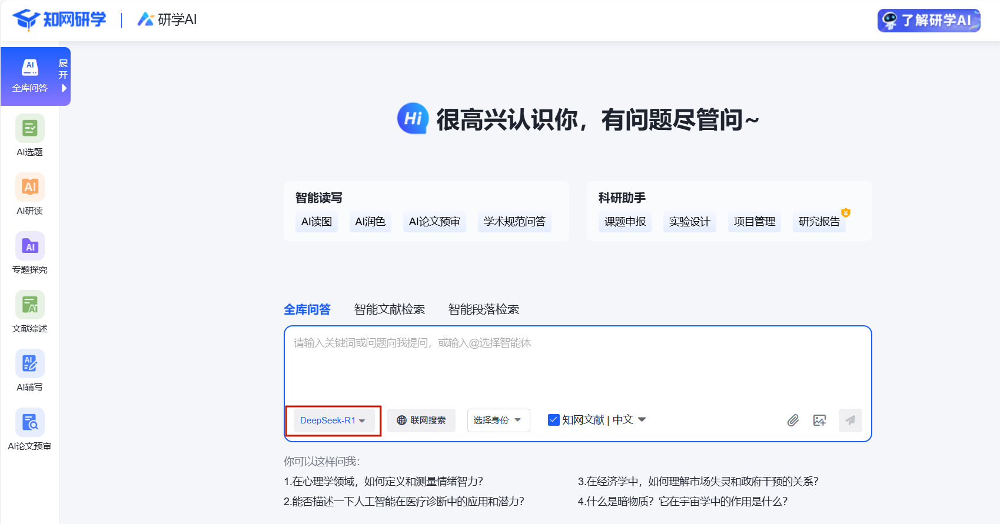 知网研学
研学AI
了解研学AI
AI
全库问答
展开
AI选题
AI
AI研读
AI
专题探究
AI
文献综述
AI
AI辅写
AI论文预审
Hi
很高兴认识你，有问题尽管问~
智能读写
AI读图 AI润色 AI论文预审 学术规范问答
科研助手
课题申报 实验设计 项目管理 研究报告
¥
全库问答 智能文献检索 智能段落检索
请输入关键词或问题向我提问，或输入@选择智能体
DeepSeek-R1 联网搜索 选择身份 知网文献 | 中文
你可以这样问我：
1.在心理学领域，如何定义和测量情绪智力？
2.能否描述一下人工智能在医疗诊断中的应用和潜力？
3.在经济学中，如何理解市场失灵和政府干预的关系？
4.什么是暗物质？它在宇宙学中的作用是什么？